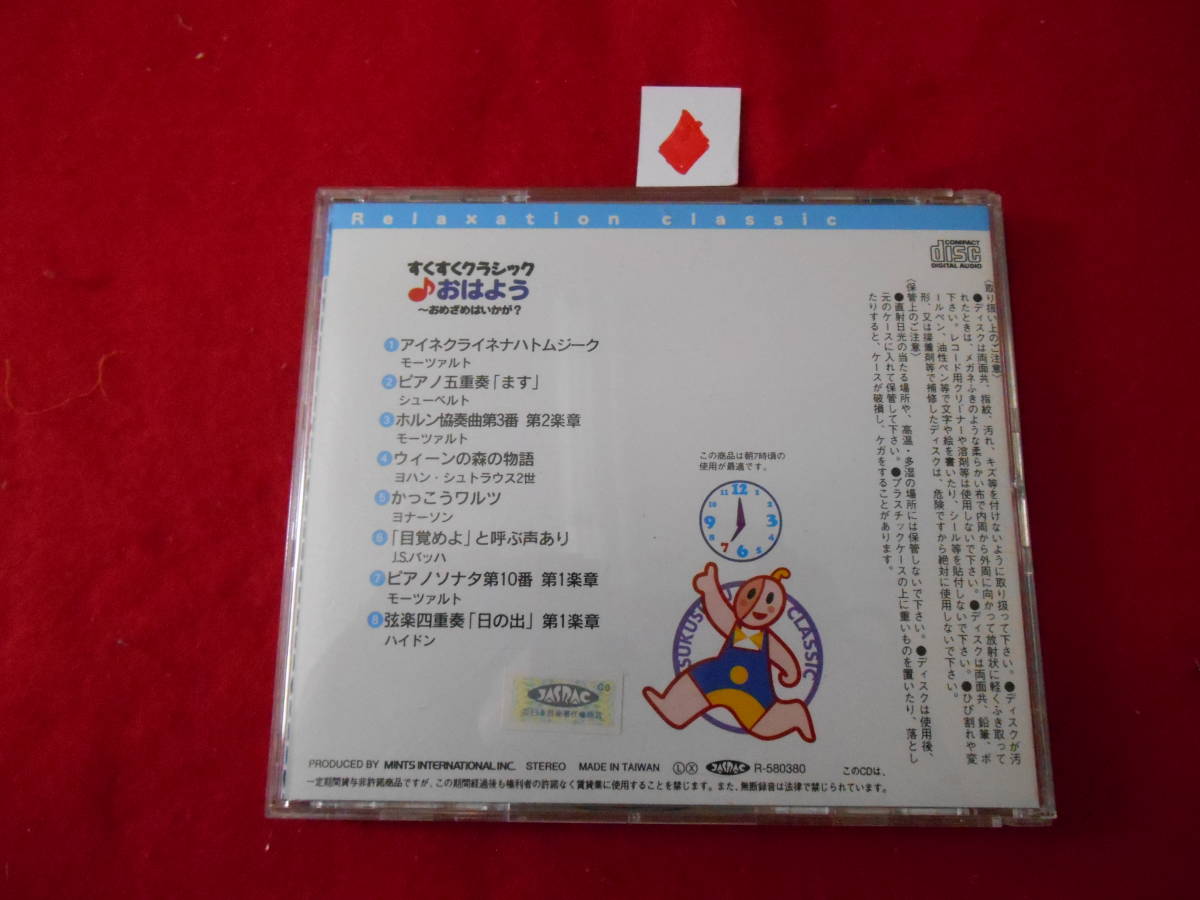 Relaxation classic
COMPACT
disc
DIGITAL AUDIO
すくすくクラシック
おはよう
〜おめざめはいかが?
1 アイネクライネナハトムジーク
モーツァルト
2 ピアノ五重奏「ます」
シューベルト
3 ホルン協奏曲第3番 第2楽章
モーツァルト
4 ウィーンの森の物語
ヨハン・シュトラウス2世
5 かっこうワルツ
ヨナーソン
6 「目覚めよ」と呼ぶ声あり
J.S.バッハ
7 ピアノソナタ第10番 第1楽章
モーツァルト
8 弦楽四重奏「日の出」 第1楽章
ハイドン
この商品は朝7時頃の
使用が最適です。
11 12 1
10 2
9 3
8 4
7 6 5
SUKUSU
CLASSIC
〈取り扱い上のご注意〉
●ディスクは両面共、指紋、汚れ、キズ等を付けないように取り扱って下さい。●ディスクが汚
れたときは、メガネふきのような柔らかい布で内周から外周に向かって放射状に軽くふき取って
下さい。レコード用クリーナーや溶剤等は使用しないで下さい。●ディスクは両面共、鉛筆、ボ
ールペン、油性ペン等で文字や絵を書いたり、シール等を貼付しないで下さい。●ひび割れや変
形、又は接着剤等で補修したディスクは、危険ですから絶対に使用しないで下さい。
〈保管上のご注意〉
●直射日光の当たる場所や、高温・多湿の場所には保管しないで下さい。●ディスクは使用後、
元のケースに入れて保管して下さい。●プラスチックケースの上に重いものを置いたり、落とし
たりすると、ケースが破損し、ケガをすることがあります。
JASRAC
PRODUCED BY MINTS INTERNATIONAL INC. STEREO MADE IN TAIWAN Ⓛ Ⓧ JASRAC R-580380 このCDは、
一定期間貸与非許諾商品ですが、この期間経過後も権利者の許諾なく賃貸業に使用することを禁じます。また、無断録音は法律で禁じられています。